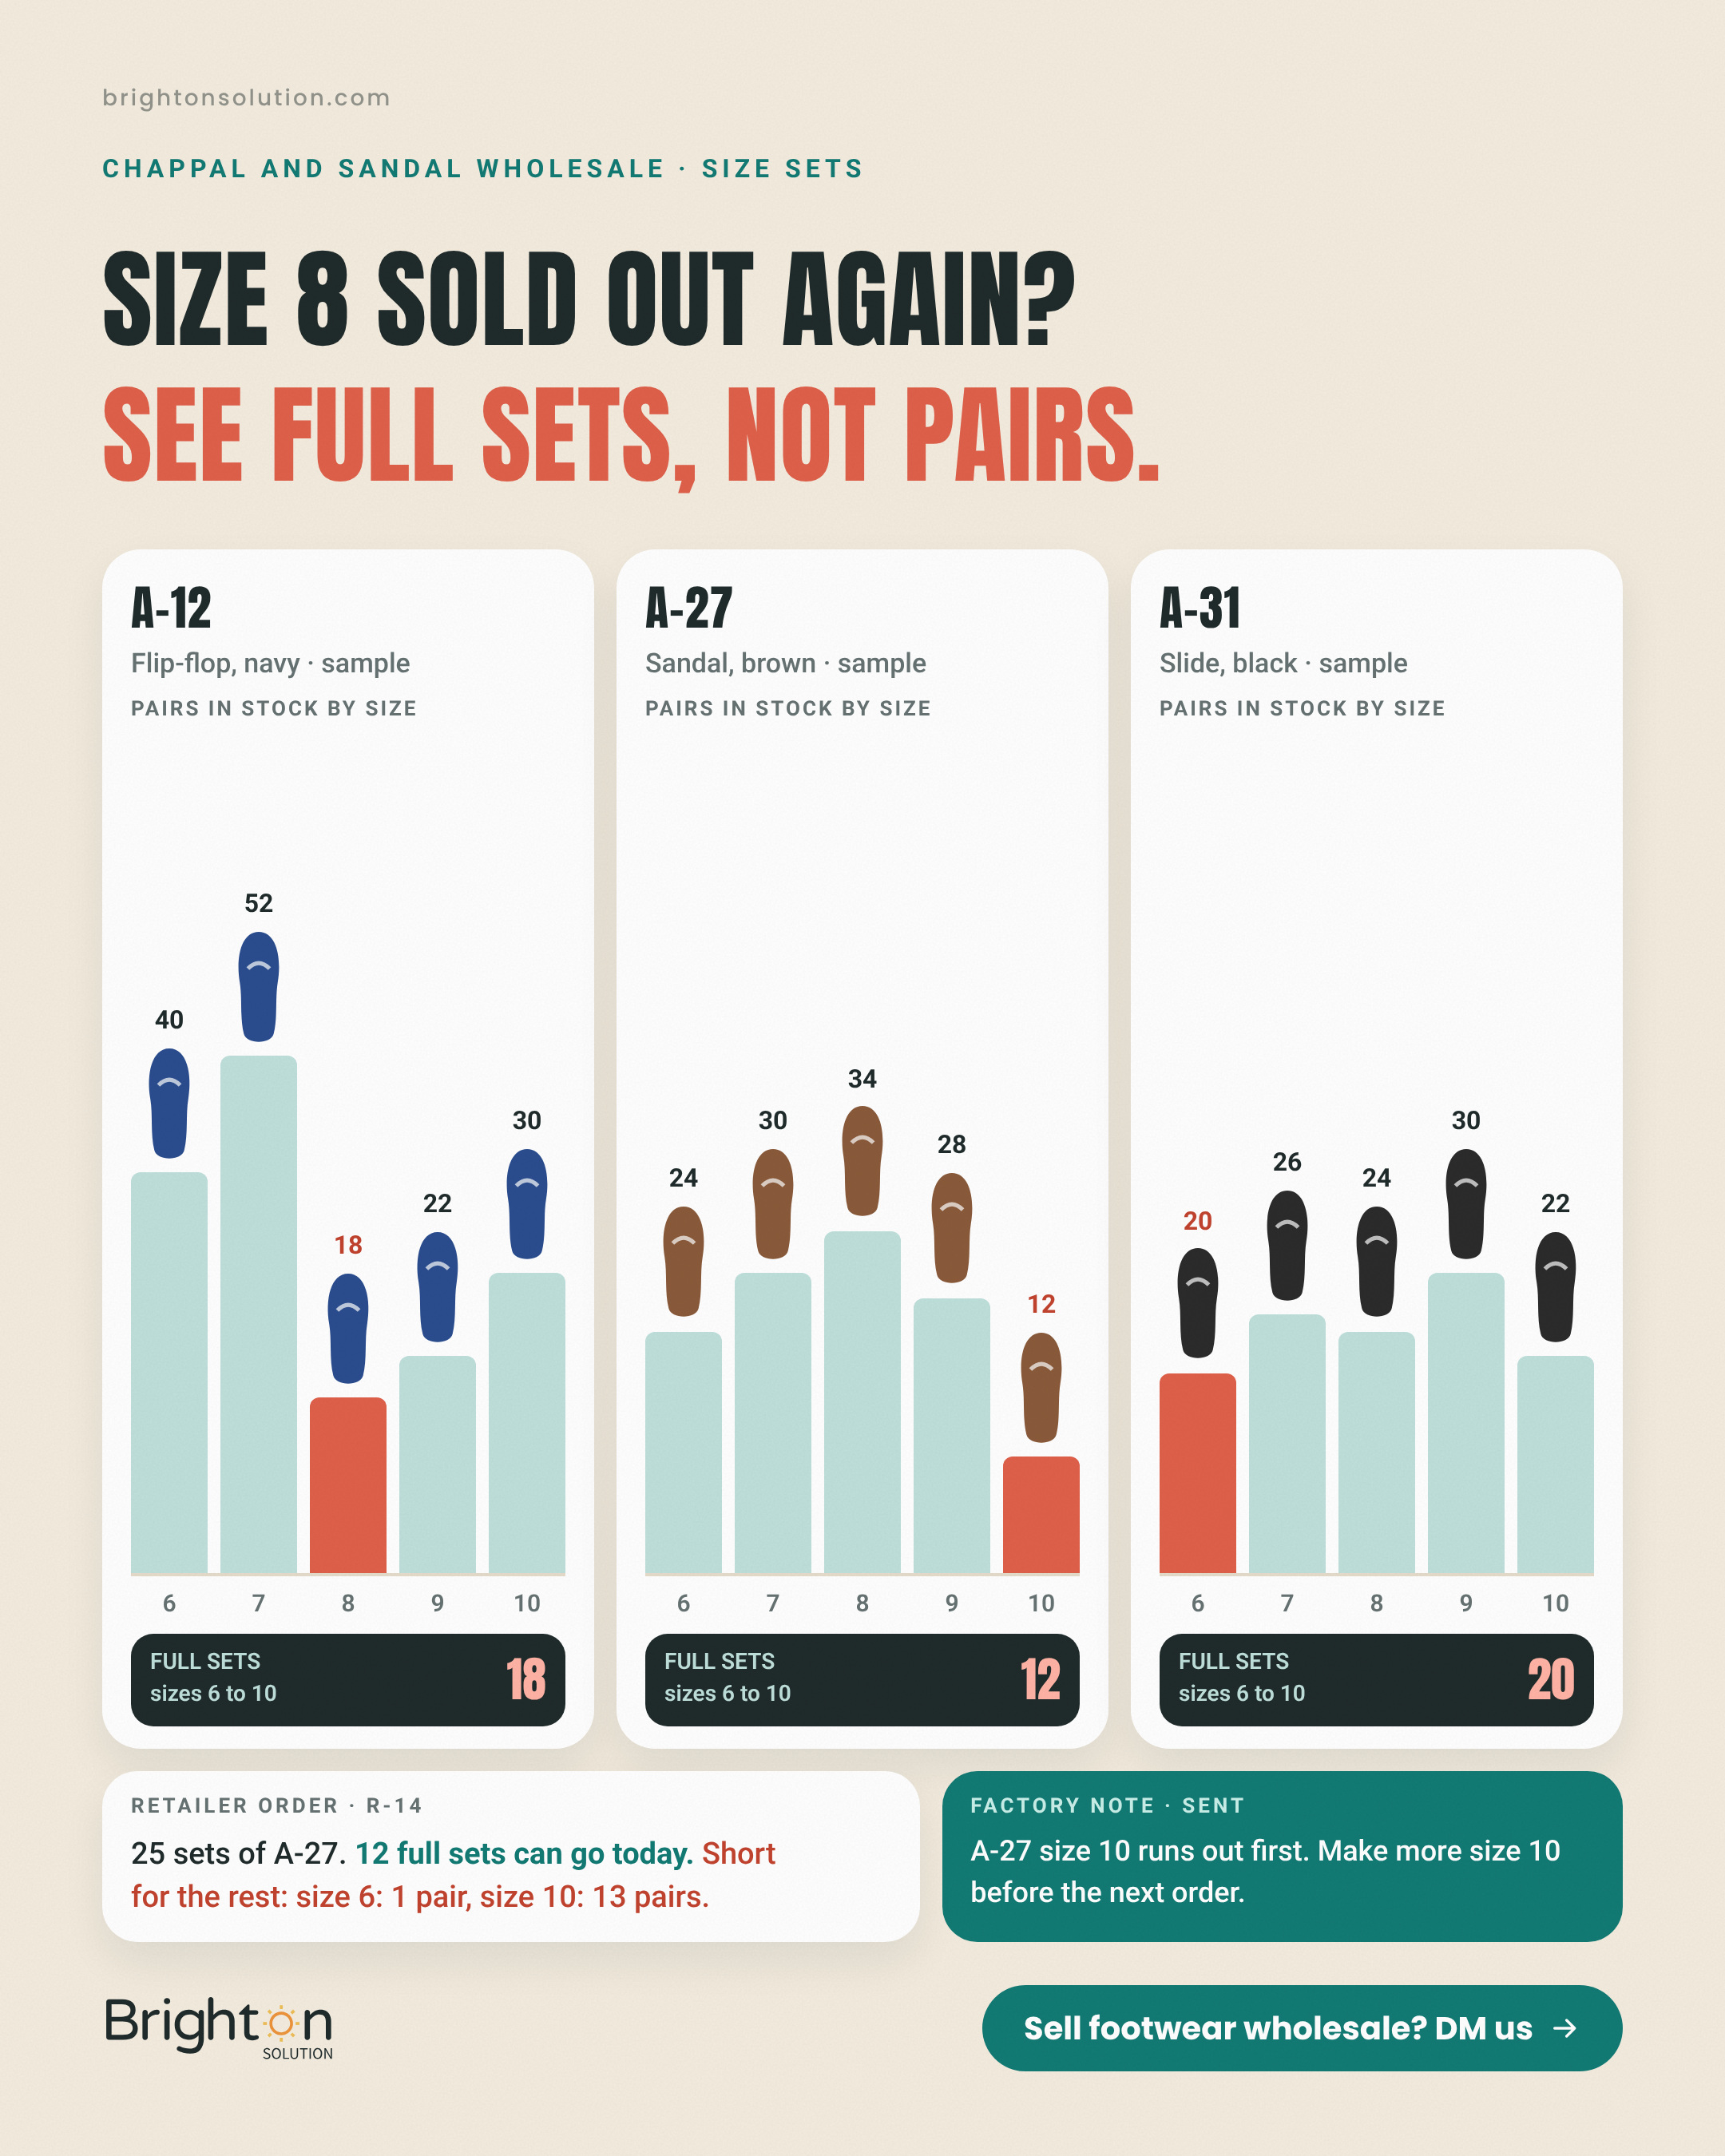 brightonsolution.com
CHAPPAL AND SANDAL WHOLESALE · SIZE SETS
SIZE 8 SOLD OUT AGAIN?
SEE FULL SETS, NOT PAIRS.
A-12
Flip-flop, navy · sample
PAIRS IN STOCK BY SIZE
40
52
18
22
30
6 7 8 9 10
FULL SETS
sizes 6 to 10
18
A-27
Sandal, brown · sample
PAIRS IN STOCK BY SIZE
24
30
34
28
12
6 7 8 9 10
FULL SETS
sizes 6 to 10
12
A-31
Slide, black · sample
PAIRS IN STOCK BY SIZE
20
26
24
30
22
6 7 8 9 10
FULL SETS
sizes 6 to 10
20
RETAILER ORDER · R-14
25 sets of A-27. 12 full sets can go today. Short
for the rest: size 6: 1 pair, size 10: 13 pairs.
FACTORY NOTE · SENT
A-27 size 10 runs out first. Make more size 10
before the next order.
Brighton
SOLUTION
Sell footwear wholesale? DM us →